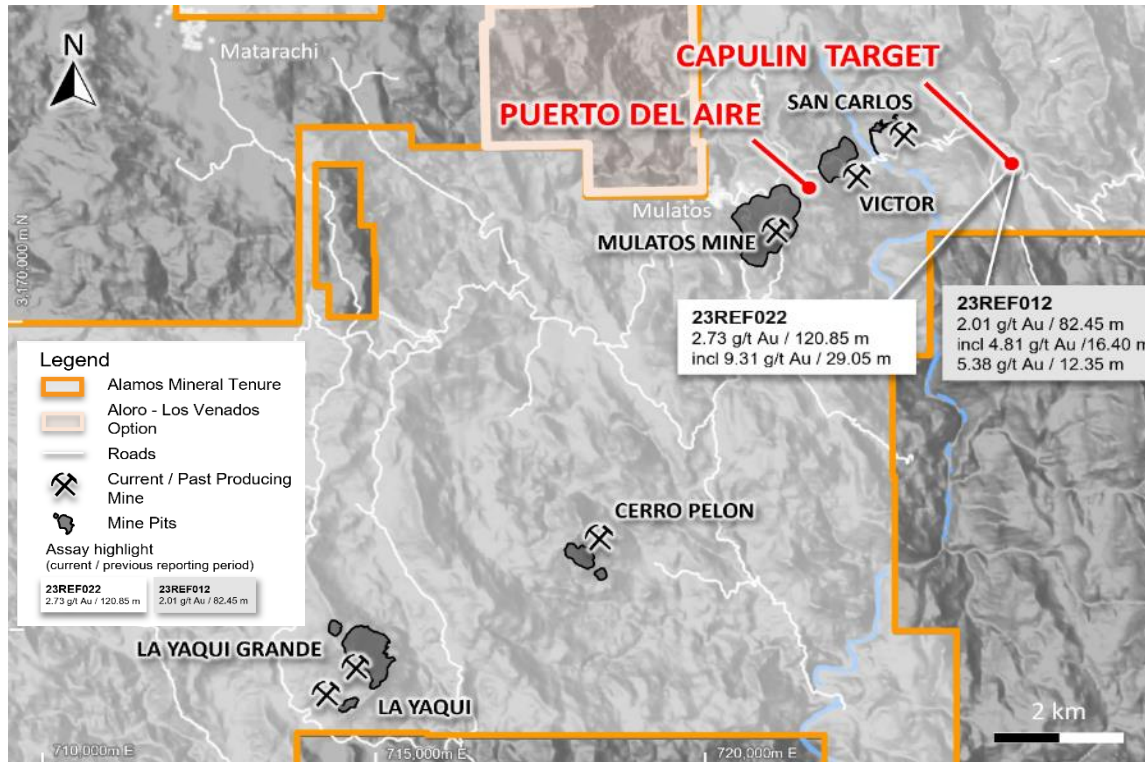 N
Matarachi
CAPULIN TARGET
SAN CARLOS
PUERTO DEL AIRE
VICTOR
Mulatos
MULATOS MINE
3,170,000m N
23REF022
2.73 g/t Au / 120.85 m
incl 9.31 g/t Au / 29.05 m
23REF012
2.01 g/t Au / 82.45 m
incl 4.81 g/t Au /16.40 m
5.38 g/t Au / 12.35 m
Legend
Alamos Mineral Tenure
Aloro - Los Venados
Option
Roads
Current / Past Producing
Mine
Mine Pits
Assay highlight
(current / previous reporting period)
23REF022
2.73 g/t Au / 120.85 m
23REF012
2.01 g/t Au / 82.45 m
CERRO PELON
LA YAQUI GRANDE
LA YAQUI
2 km
710,000m E
715,000m E
720,000m E